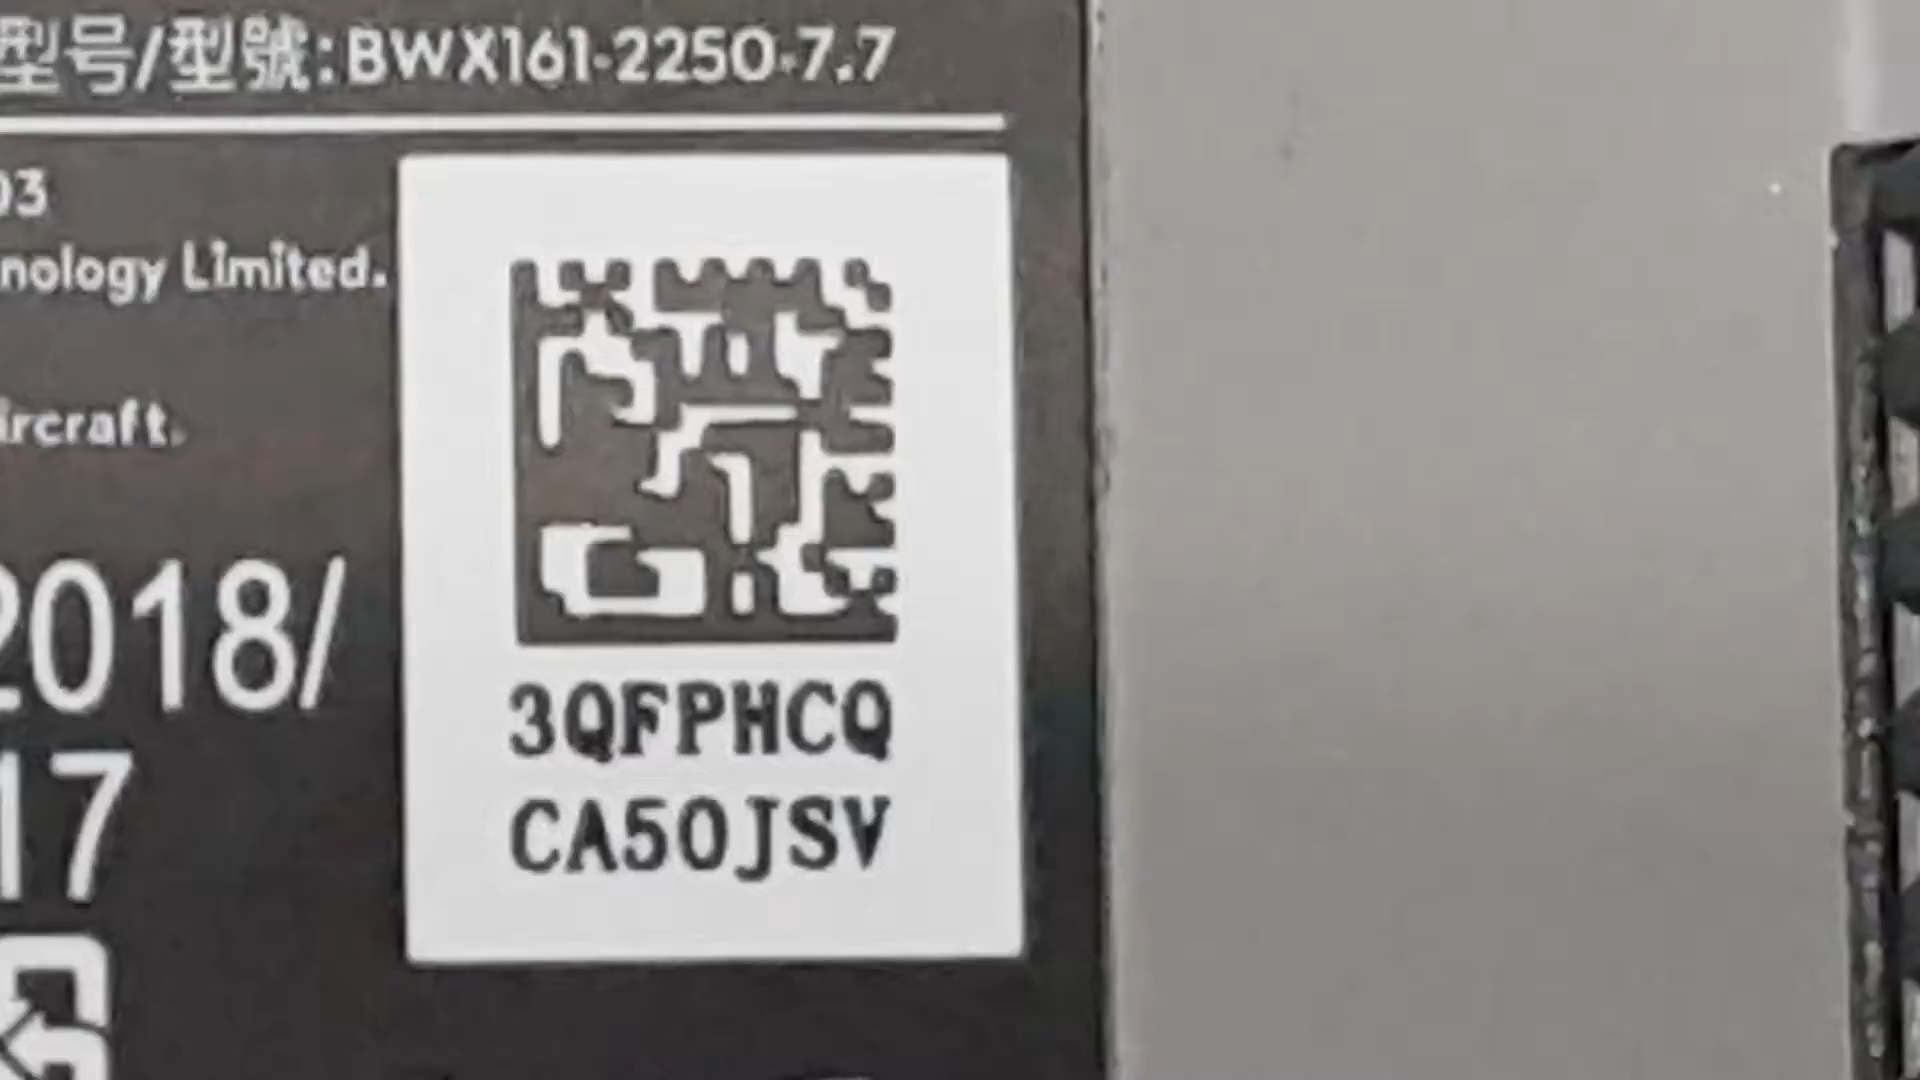 型号/型號:BWX161-2250-7.7
03
nology Limited.
ircraft.
2018/
17
3QFPHCQ
CA50JSV